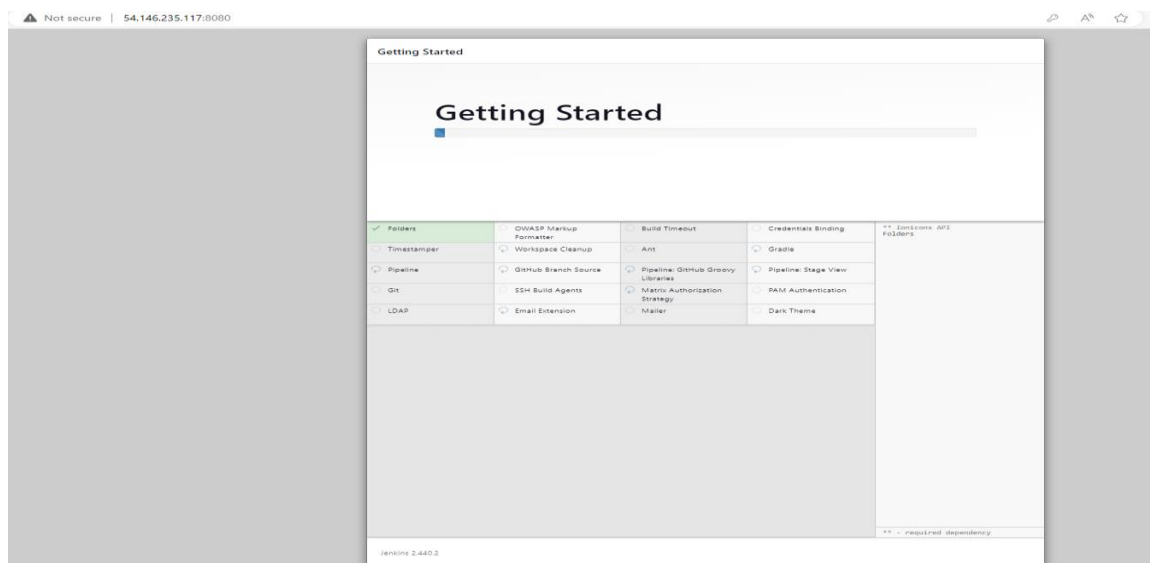 Not secure | 54.146.235.117:8080
Getting Started
Getting Started
Folders
OWASP Markup
Formatter
Build Timeout
Credentials Binding
Timestamper
Workspace Cleanup
Ant
Gradle
Pipeline
GitHub Branch Source
Pipeline: GitHub Groovy
Libraries
Pipeline: Stage View
Git
SSH Build Agents
Matrix Authorization
Strategy
PAM Authentication
LDAP
Email Extension
Mailer
Dark Theme
** Ionicons API
Folders
** - required dependency
Jenkins 2.440.2